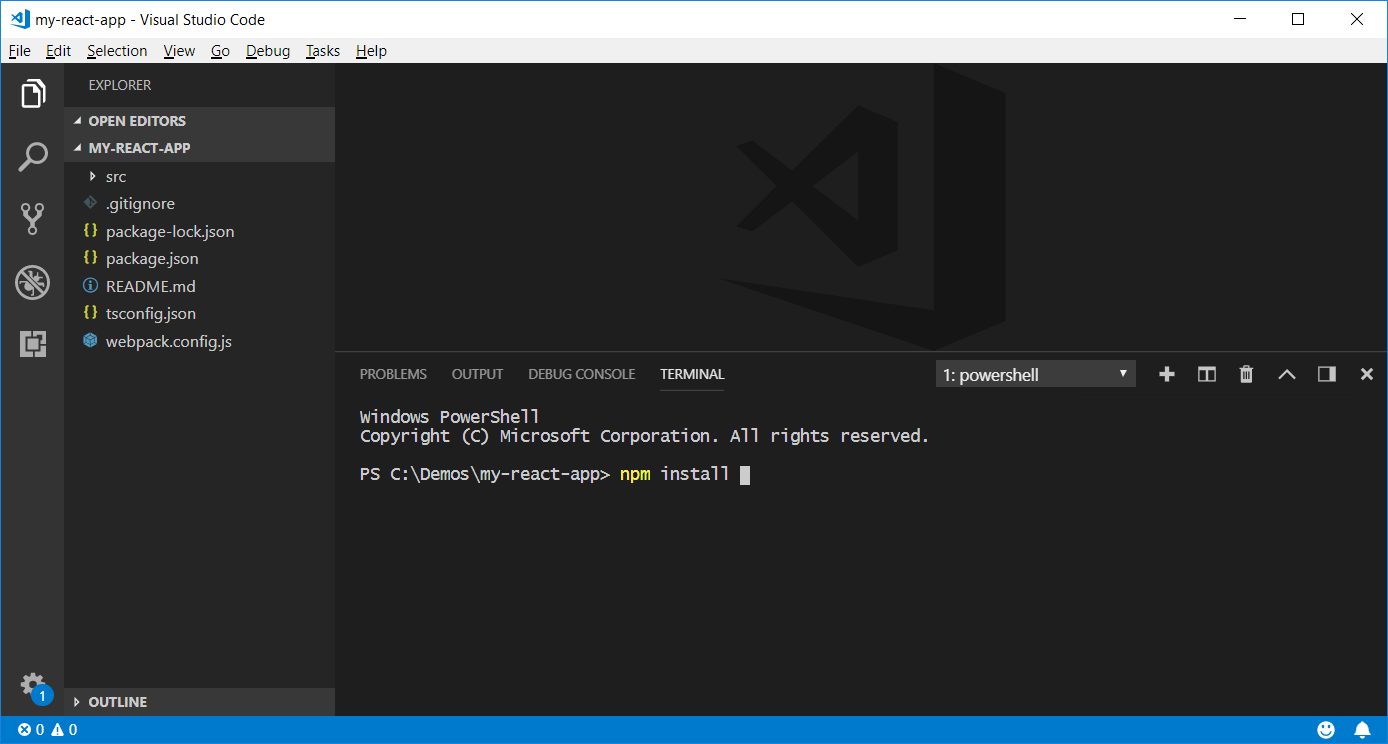 my-react-app - Visual Studio Code
File Edit Selection View Go Debug Tasks Help
EXPLORER
OPEN EDITORS
MY-REACT-APP
src
.gitignore
package-lock.json
package.json
README.md
tsconfig.json
webpack.config.js
OUTLINE
PROBLEMS OUTPUT DEBUG CONSOLE TERMINAL 1: powershell
Windows PowerShell
Copyright (C) Microsoft Corporation. All rights reserved.
PS C:\Demos\my-react-app> npm install
1
0 0